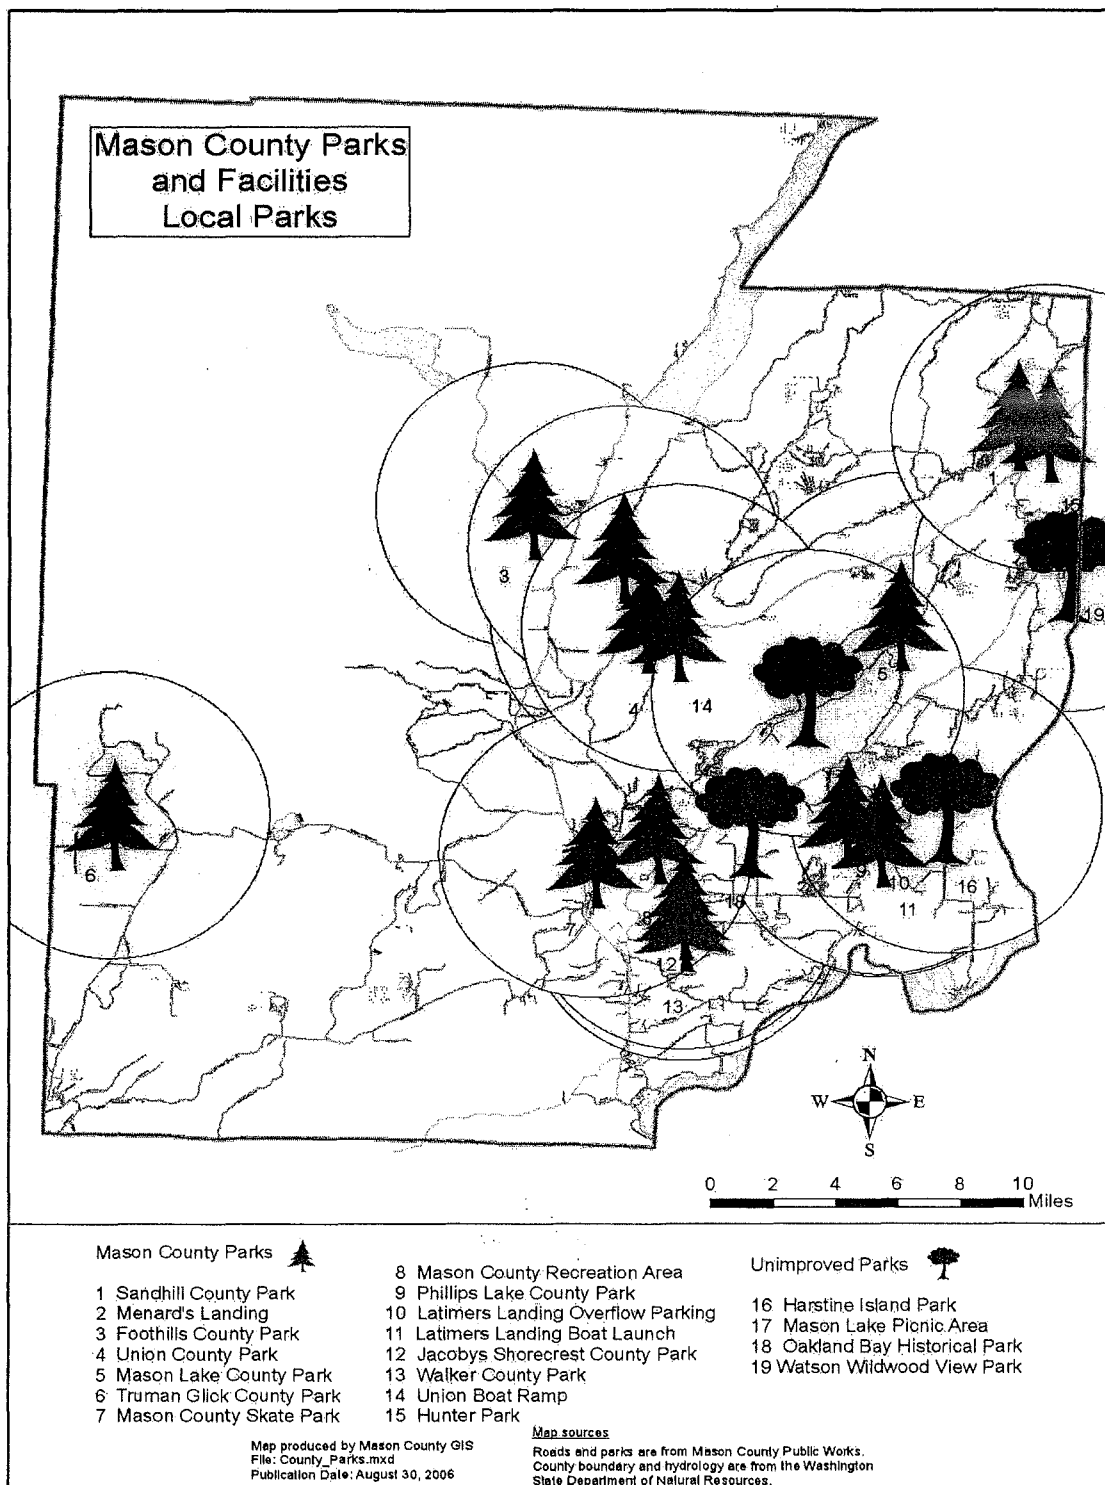 Mason County Parks
and Facilities
Local Parks
1
15
3
19
5
4
14
6
9
10
16
11
18
7
8
12
13
N
W
E
S
0 2 4 6 8 10
Miles
Mason County Parks
1 Sandhill County Park
2 Menard's Landing
3 Foothills County Park
4 Union County Park
5 Mason Lake County Park
6 Truman Glick County Park
7 Mason County Skate Park
8 Mason County Recreation Area
9 Phillips Lake County Park
10 Latimers Landing Overflow Parking
11 Latimers Landing Boat Launch
12 Jacobys Shorecrest County Park
13 Walker County Park
14 Union Boat Ramp
15 Hunter Park
Unimproved Parks
16 Harstine Island Park
17 Mason Lake Picnic Area
18 Oakland Bay Historical Park
19 Watson Wildwood View Park
Map produced by Mason County GIS
File: County_Parks.mxd
Publication Date: August 30, 2006
Map sources
Roads and parks are from Mason County Public Works.
County boundary and hydrology are from the Washington
State Department of Natural Resources.